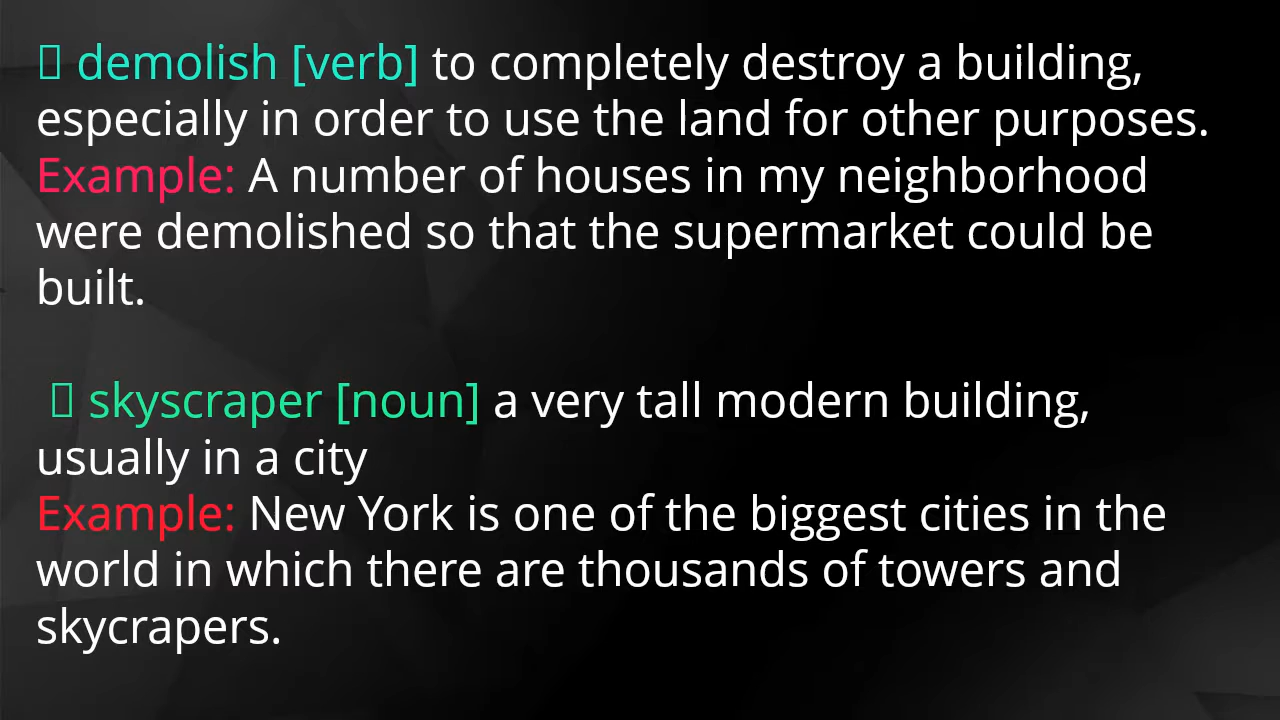 ▯ demolish [verb] to completely destroy a building,
especially in order to use the land for other purposes.
Example: A number of houses in my neighborhood
were demolished so that the supermarket could be
built.
▯ skyscraper [noun] a very tall modern building,
usually in a city
Example: New York is one of the biggest cities in the
world in which there are thousands of towers and
skycrapers.